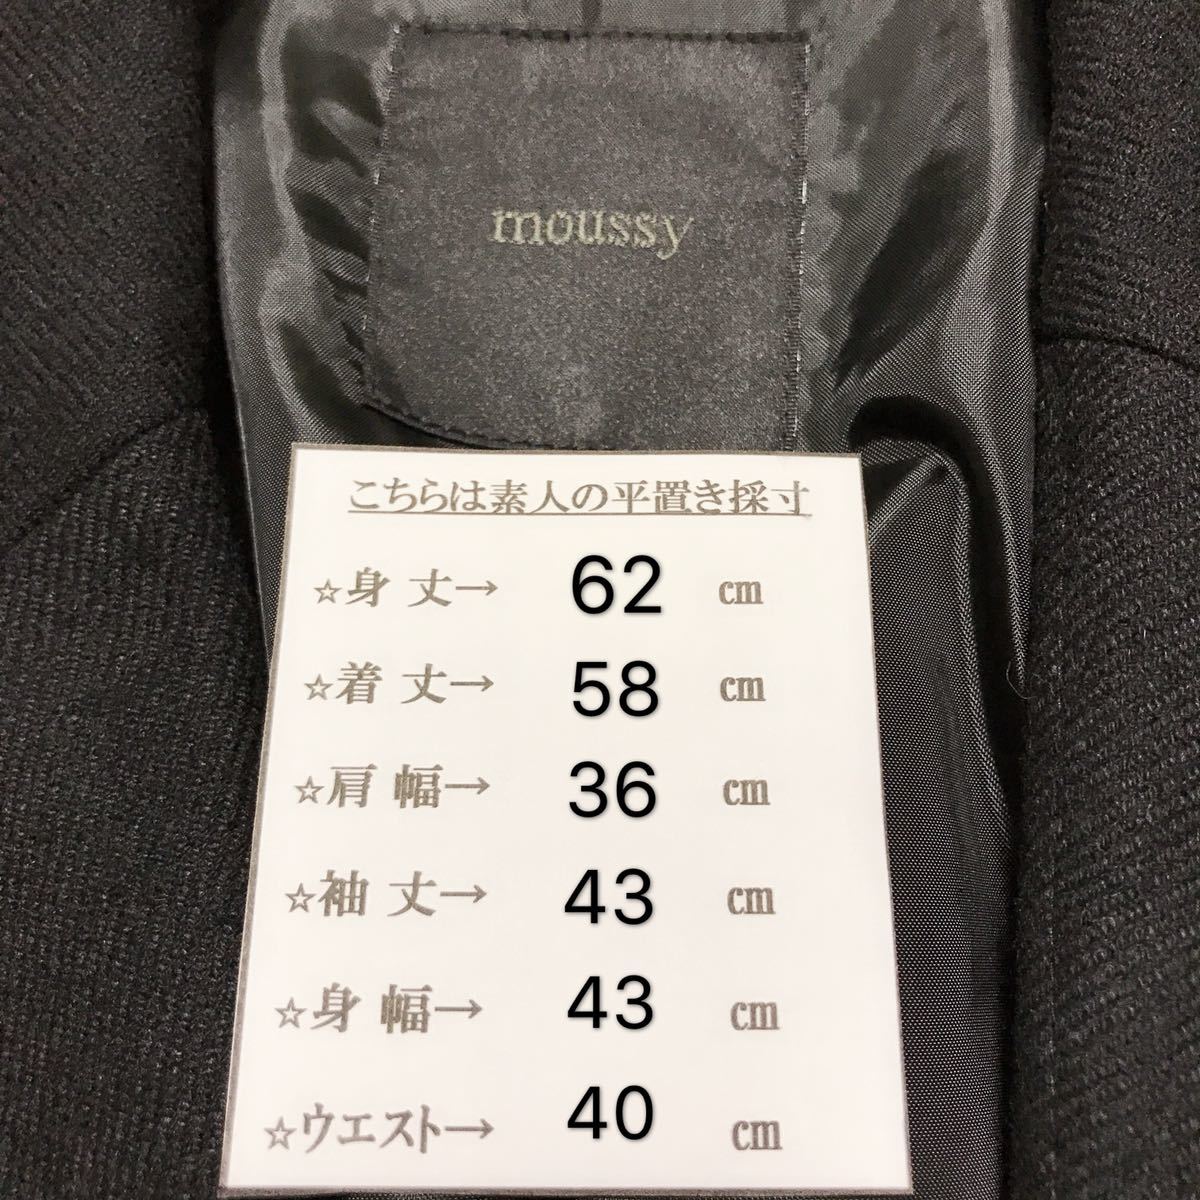 moussy
こちらは素人の平置き採寸
☆身 丈→ 62 ㎝
☆着 丈→ 58 ㎝
☆肩 幅→ 36 ㎝
☆袖 丈→ 43 ㎝
☆身 幅→ 43 ㎝
☆ウエスト→ 40 ㎝